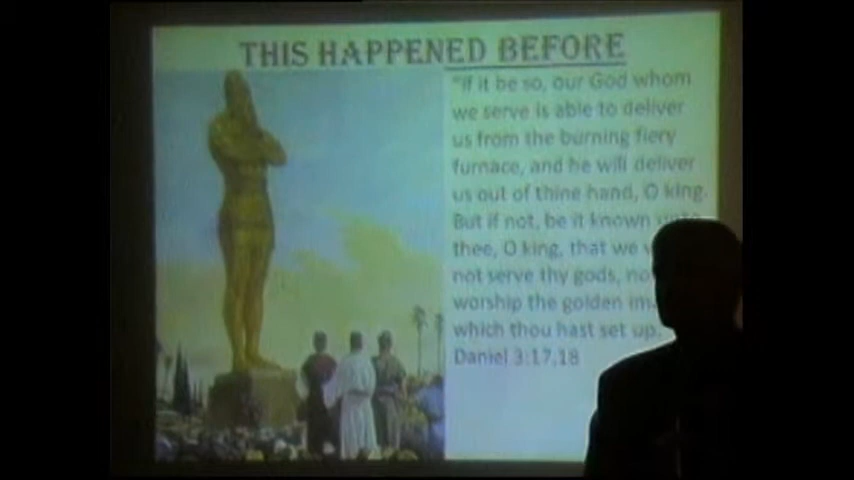 THIS HAPPENED BEFORE
"If it be so, our God whom
we serve is able to deliver
us from the burning fiery
furnace, and he will deliver
us out of thine hand, O king.
But if not, be it known unto
thee, O king, that we
not serve thy gods,
worship the golden
which thou hast set up.
Daniel 3:17,18